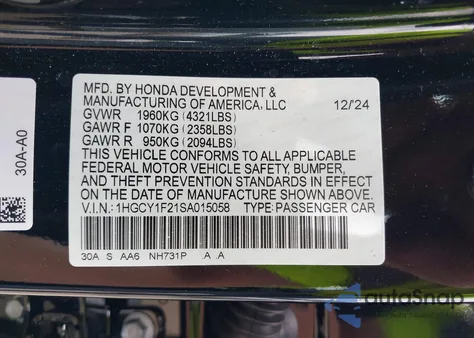 MFD. BY HONDA DEVELOPMENT &
MANUFACTURING OF AMERICA, LLC 12/'24
GVWR 1960KG (4321LBS)
GAWR F 1070KG (2358LBS)
GAWR R 950KG (2094LBS)
THIS VEHICLE CONFORMS TO ALL APPLICABLE
FEDERAL MOTOR VEHICLE SAFETY, BUMPER,
AND THEFT PREVENTION STANDARDS IN EFFECT
ON THE DATE OF MANUFACTURE SHOWN ABOVE.
V.I.N.: 1HGCY1F21SA015058 TYPE: PASSENGER CAR
30A S AA6 NH731P A A
30A-A0
autoSnap